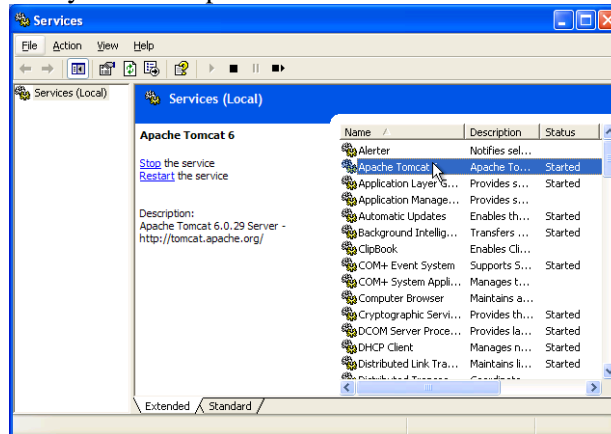 Services
File Action View Help
Services (Local)
Services (Local)
Apache Tomcat 6
Stop the service
Restart the service
Description:
Apache Tomcat 6.0.29 Server -
http://tomcat.apache.org/
Name Description Status
Alerter Notifies sel...
Apache Tomcat Apache To... Started
Application Layer G... Provides s... Started
Application Manage... Provides s...
Automatic Updates Enables th... Started
Background Intellig... Transfers ... Started
ClipBook Enables Cli...
COM+ Event System Supports S... Started
COM+ System Appli... Manages t...
Computer Browser Maintains a...
Cryptographic Servi... Provides th... Started
DCOM Server Proce... Provides la... Started
DHCP Client Manages n... Started
Distributed Link Tra... Maintains li... Started
Extended Standard